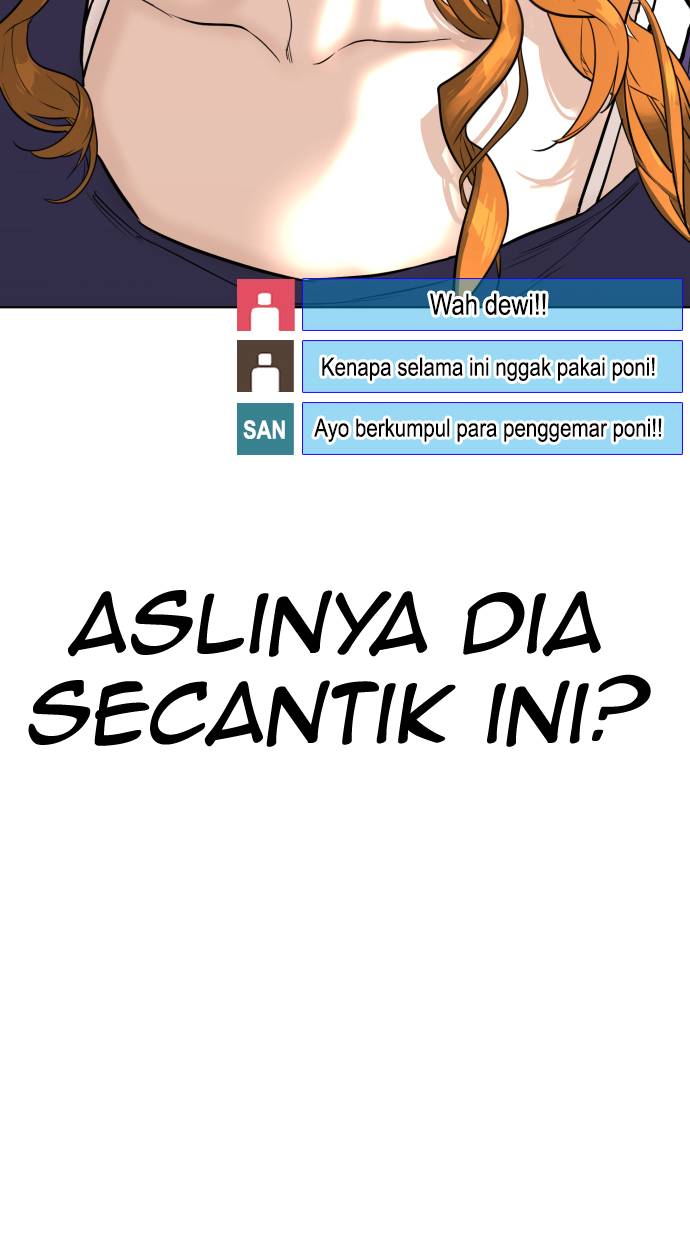 Wah dewi!!
Kenapa selama ini nggak pakai poni!
SAN
Ayo berkumpul para penggemar poni!!
ASLINYA DIA
SECANTIK INI?